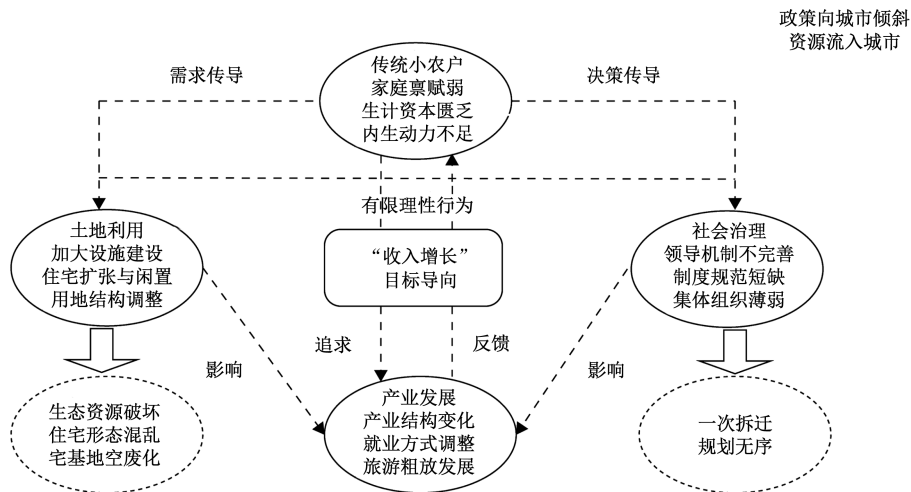 政策向城市倾斜
资源流入城市
需求传导
决策传导
传统小农户
家庭禀赋弱
生计资本匮乏
内生动力不足
有限理性行为
土地利用
加大设施建设
住宅扩张与闲置
用地结构调整
“收入增长”
目标导向
社会治理
领导机制不完善
制度规范短缺
集体组织薄弱
追求
反馈
影响
影响
生态资源破坏
住宅形态混乱
宅基地空废化
产业发展
产业结构变化
就业方式调整
旅游粗放发展
一次拆迁
规划无序